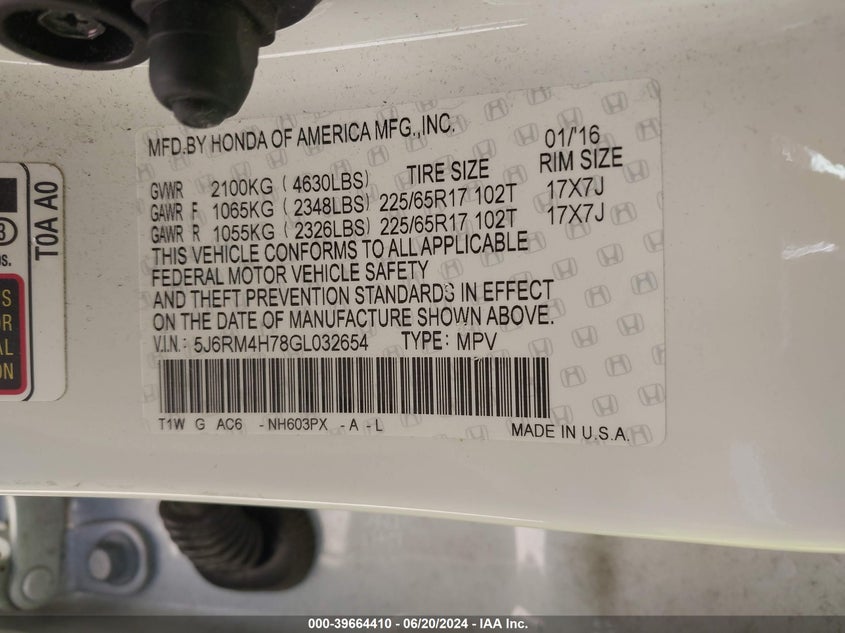 MFD.BY HONDA OF AMERICA MFG.,INC. 01/'16
TIRE SIZE RIM SIZE
GVWR 2100KG ( 4630LBS)
GAWR F 1065KG ( 2348LBS) 225/65R17 102T 17X7J
GAWR R 1055KG ( 2326LBS) 225/65R17 102T 17X7J
THIS VEHICLE CONFORMS TO ALL APPLICABLE
FEDERAL MOTOR VEHICLE SAFETY
AND THEFT PREVENTION STANDARDS IN EFFECT
ON THE DATE OF MANUFACTURE SHOWN ABOVE.
V.I.N: 5J6RM4H78GL032654 TYPE: MPV
T1W G AC6 -NH603PX -A -L
MADE IN U.S.A.
T0A A0
000-39664410 - 06/20/2024 - IAA Inc.